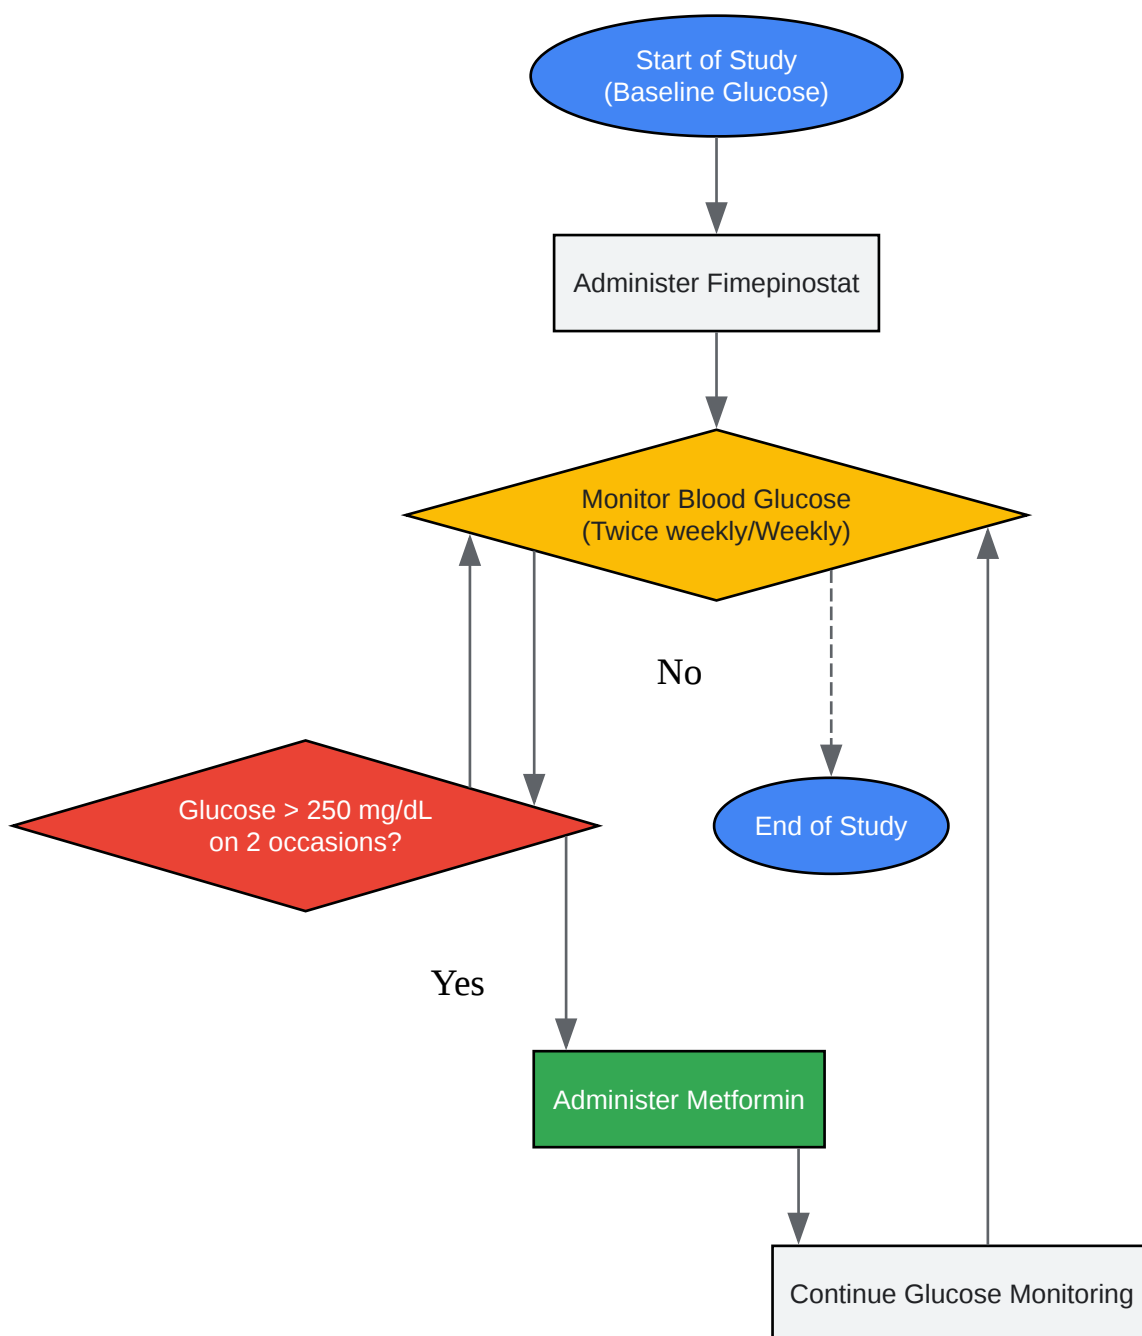 Start of Study
(Baseline Glucose)
Administer Fimepinostat
Monitor Blood Glucose
(Twice weekly/Weekly)
No
Glucose > 250 mg/dL
on 2 occasions?
End of Study
Yes
Administer Metformin
Continue Glucose Monitoring